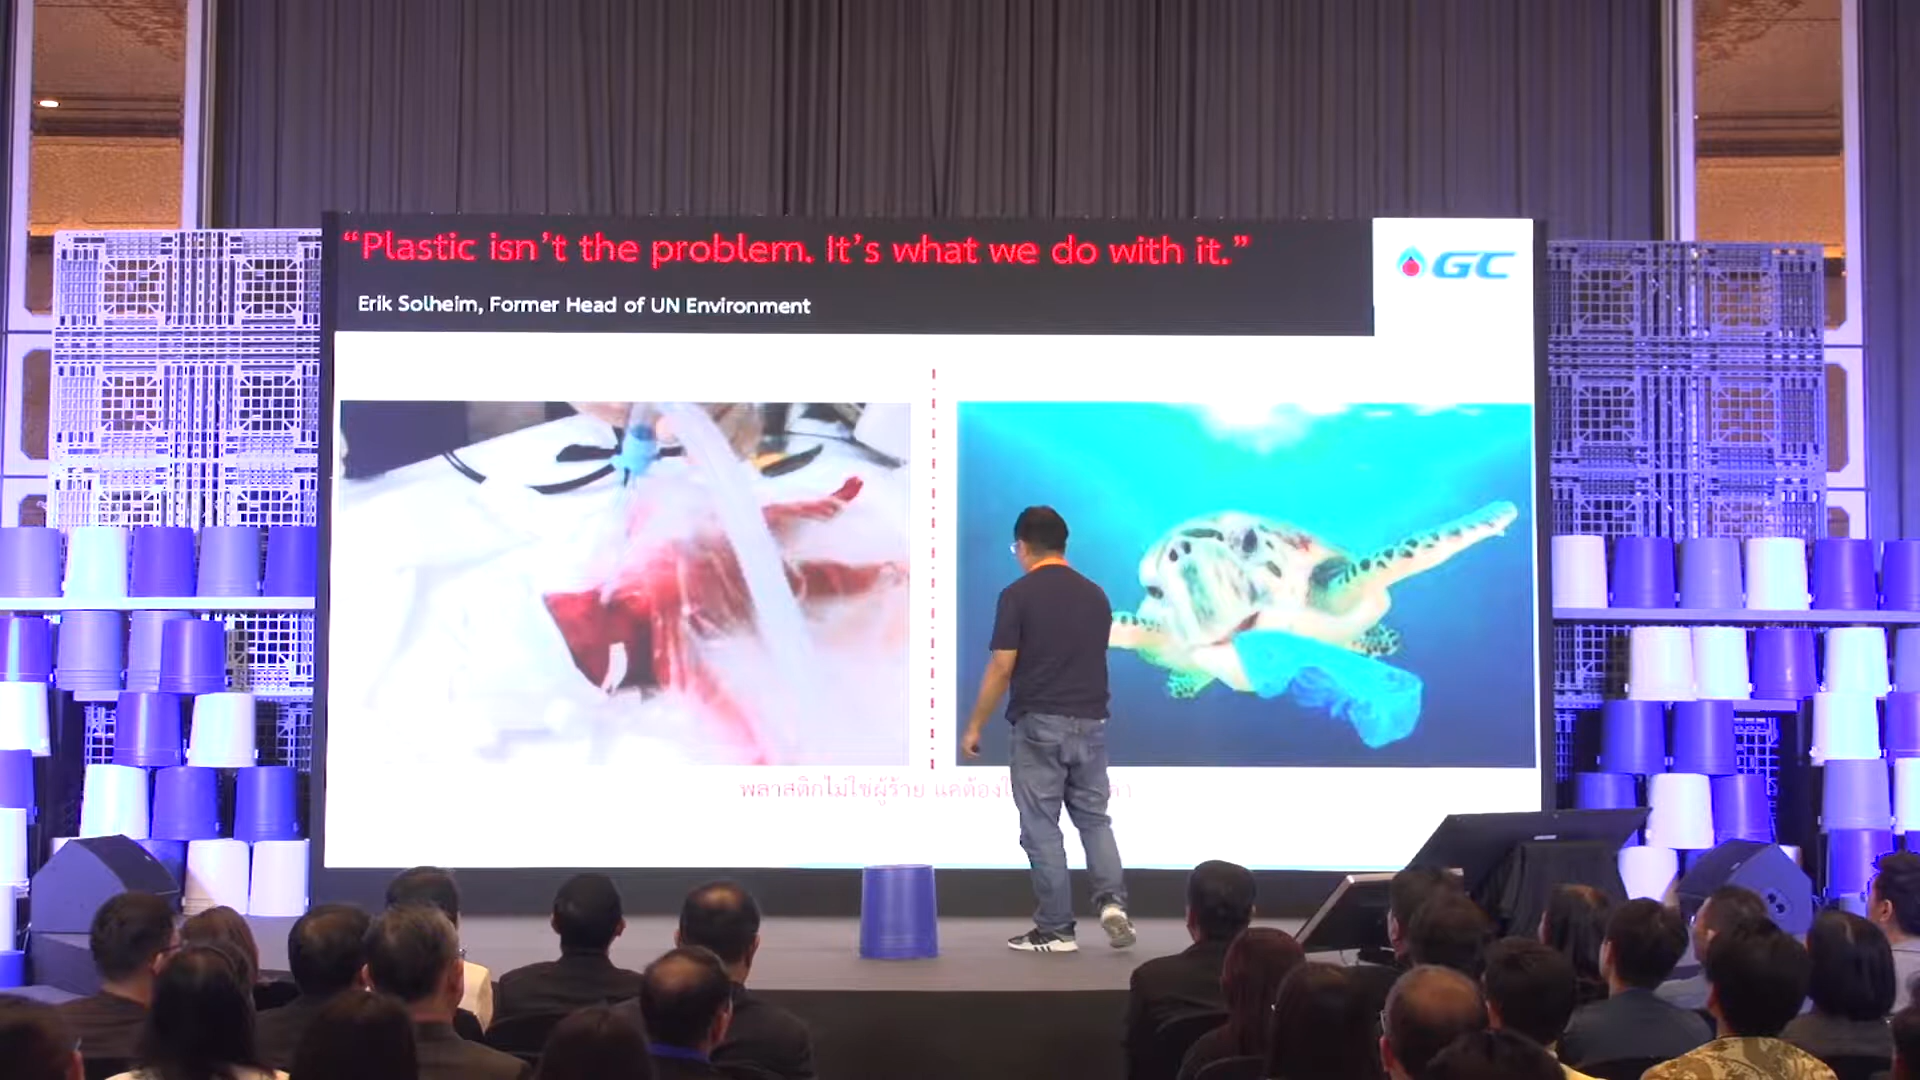 “Plastic isn’t the problem. It’s what we do with it.”
Erik Solheim, Former Head of UN Environment
GC
พลาสติกไม่ใช่ผู้ร้าย แค่ต้อง